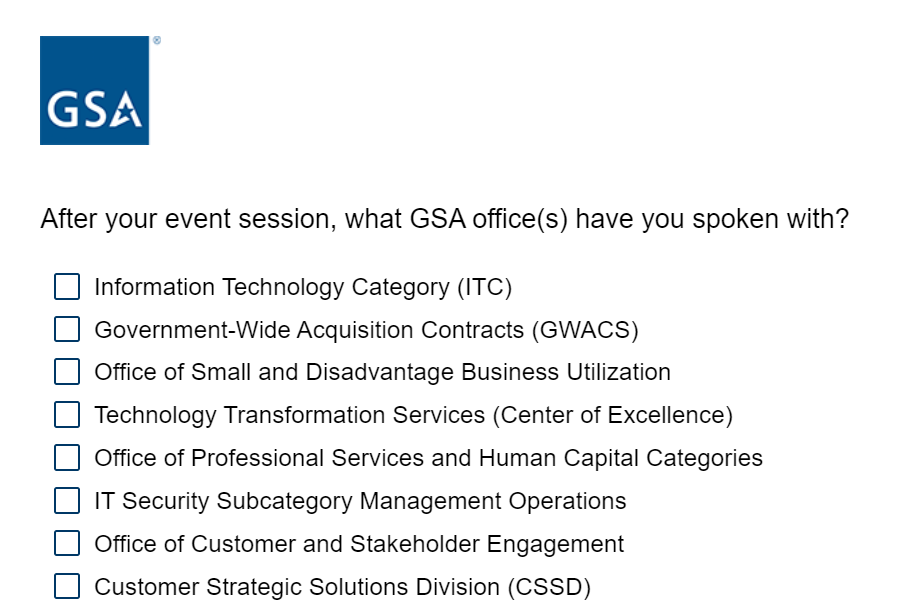 GSA®
After your event session, what GSA office(s) have you spoken with?
Information Technology Category (ITC)
Government-Wide Acquisition Contracts (GWACS)
Office of Small and Disadvantage Business Utilization
Technology Transformation Services (Center of Excellence)
Office of Professional Services and Human Capital Categories
IT Security Subcategory Management Operations
Office of Customer and Stakeholder Engagement
Customer Strategic Solutions Division (CSSD)